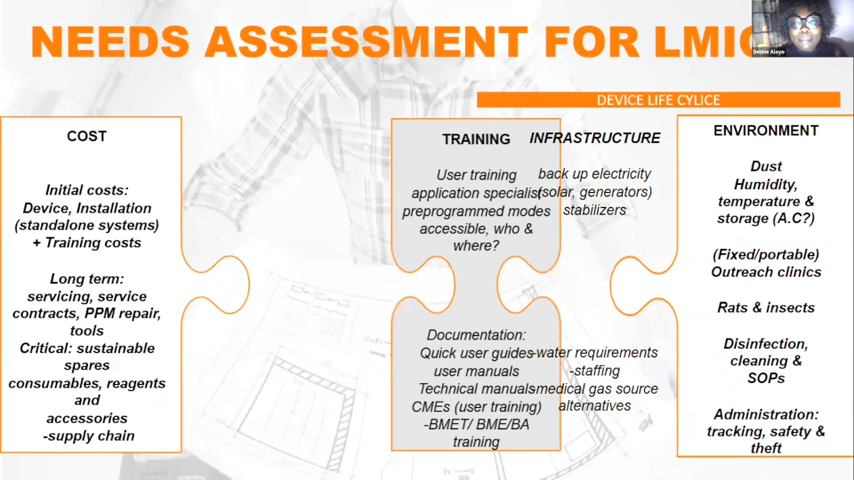 NEEDS ASSESSMENT FOR LMIC
Debbie Aloyo
DEVICE LIFE CYLICE
COST
Initial costs:
Device, Installation
(standalone systems)
+ Training costs
Long term:
servicing, service
contracts, PPM repair,
tools
Critical: sustainable
spares
consumables, reagents
and
accessories
-supply chain
TRAINING
User training
application specialist
preprogrammed modes
accessible, who &
where?
Documentation:
Quick user guides
user manuals
Technical manuals
CMEs (user training)
-BMET/ BME/BA
training
INFRASTRUCTURE
back up electricity
(solar, generators)
stabilizers
-water requirements
-staffing
-medical gas source
alternatives
ENVIRONMENT
Dust
Humidity,
temperature &
storage (A.C?)
(Fixed/portable)
Outreach clinics
Rats & insects
Disinfection,
cleaning &
SOPs
Administration:
tracking, safety &
theft